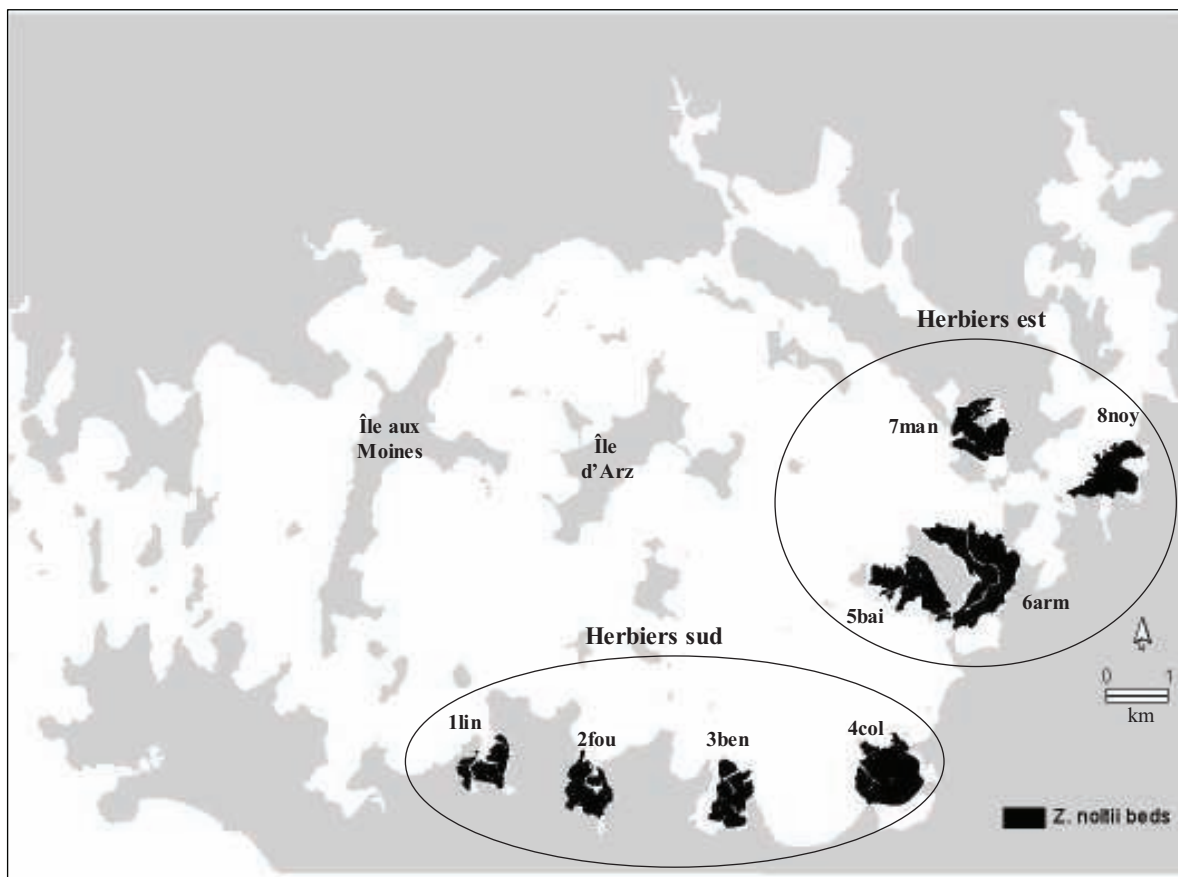 Herbiers est
7man
8noy
Île aux
Moines
Île
d'Arz
6arm
5bai
Herbiers sud
0 1
km
1lin
2fou
3ben
4col
Z. noltii beds